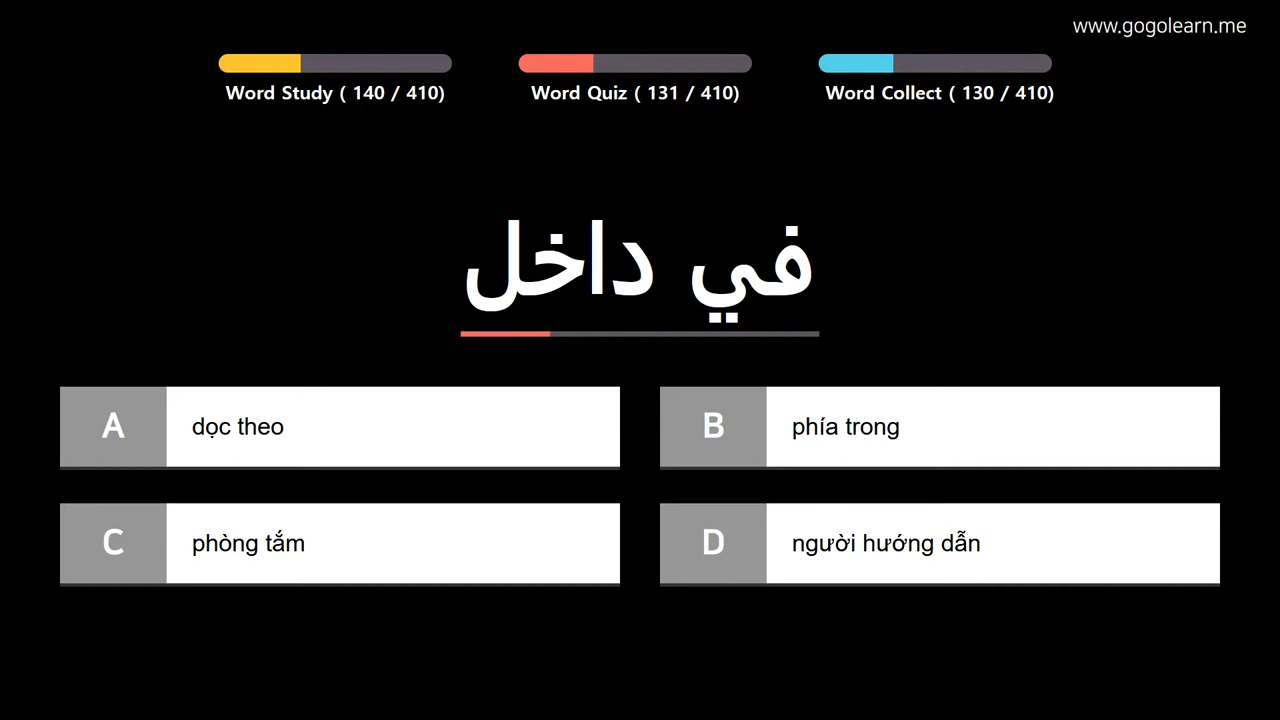 www.gogolearn.me
Word Study ( 140 / 410)
Word Quiz ( 131 / 410)
Word Collect ( 130 / 410)
في داخل
A
dọc theo
B
phía trong
C
phòng tắm
D
người hướng dẫn